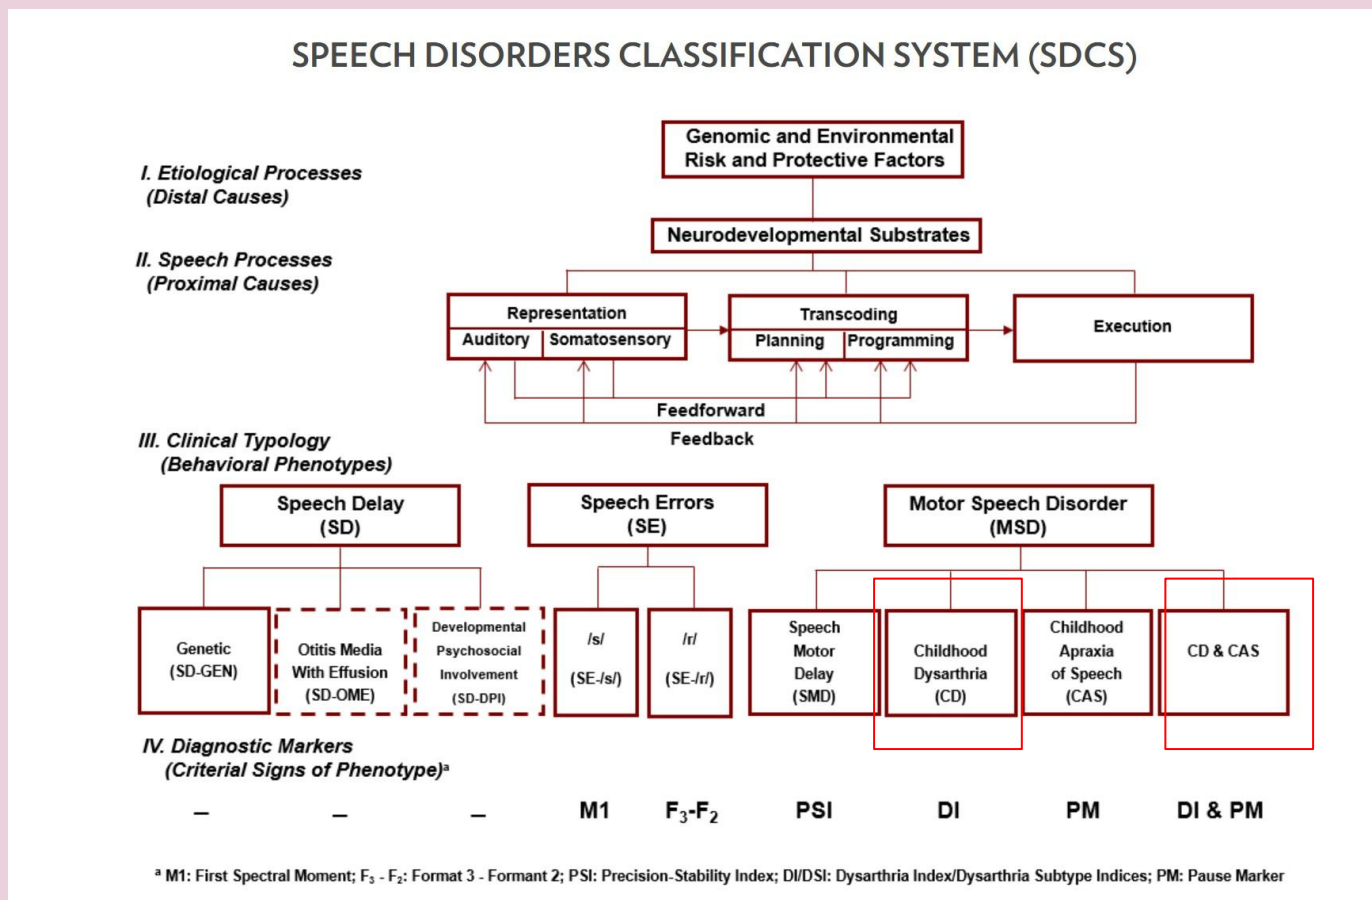 SPEECH DISORDERS CLASSIFICATION SYSTEM (SDCS)
Genomic and Environmental
Risk and Protective Factors
I. Etiological Processes
(Distal Causes)
Neurodevelopmental Substrates
II. Speech Processes
(Proximal Causes)
Representation
Auditory
Somatosensory
Transcoding
Planning
Programming
Execution
Feedforward
Feedback
III. Clinical Typology
(Behavioral Phenotypes)
Speech Delay
(SD)
Speech Errors
(SE)
Motor Speech Disorder
(MSD)
Genetic
(SD-GEN)
Otitis Media
With Effusion
(SD-OME)
Developmental
Psychosocial
Involvement
(SD-DPI)
/s/
(SE-/s/)
/r/
(SE-/r/)
Speech
Motor
Delay
(SMD)
Childhood
Dysarthria
(CD)
Childhood
Apraxia
of Speech
(CAS)
CD & CAS
IV. Diagnostic Markers
(Criterial Signs of Phenotype)ª
– – – M1 F₃-F₂ PSI DI PM DI & PM
ª M1: First Spectral Moment; F₃ - F₂: Format 3 - Formant 2; PSI: Precision-Stability Index; DI/DSI: Dysarthria Index/Dysarthria Subtype Indices; PM: Pause Marker